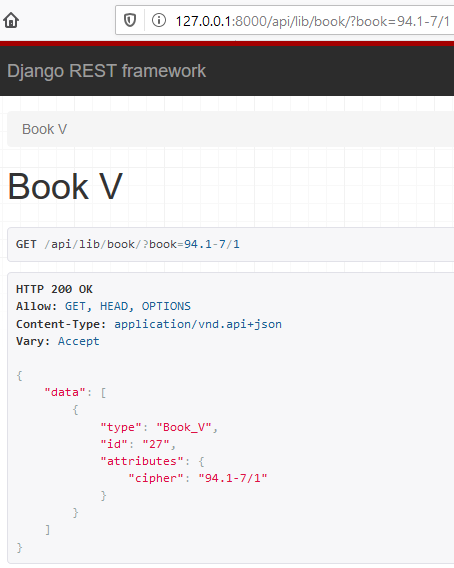 127.0.0.1:8000/api/lib/book/?book=94.1-7/1
Django REST framework
Book V
Book V
GET /api/lib/book/?book=94.1-7/1
HTTP 200 OK
Allow: GET, HEAD, OPTIONS
Content-Type: application/vnd.api+json
Vary: Accept
{
    "data": [
        {
            "type": "Book_V",
            "id": "27",
            "attributes": {
                "cipher": "94.1-7/1"
            }
        }
    ]
}